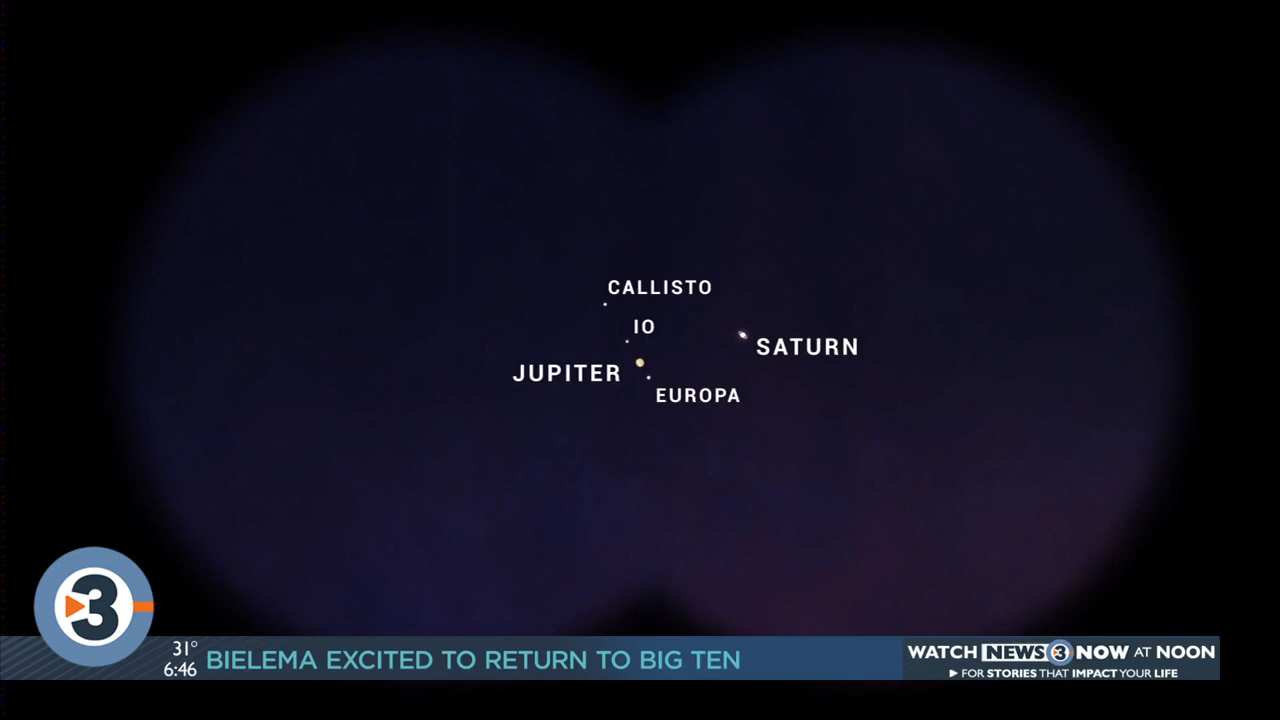 CALLISTO
IO
SATURN
JUPITER
EUROPA
3
31°
6:46
BIELEMA EXCITED TO RETURN TO BIG TEN
WATCH NEWS 3 NOW AT NOON
FOR STORIES THAT IMPACT YOUR LIFE